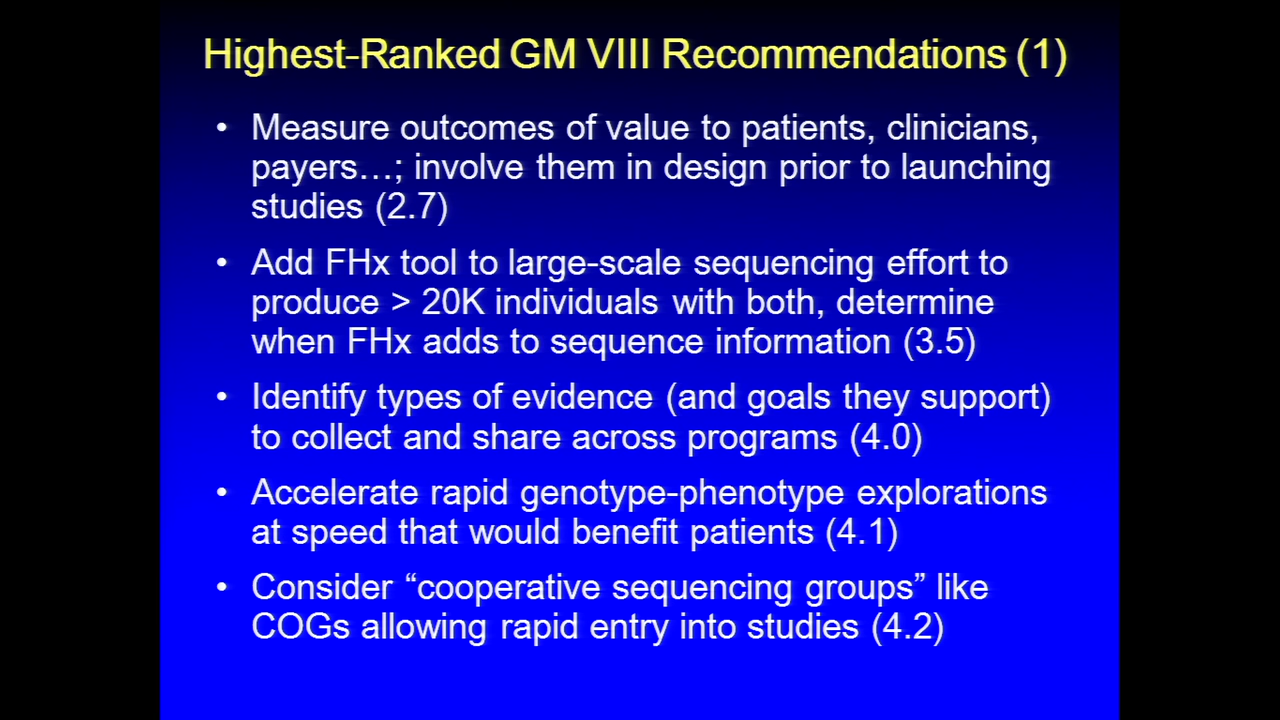 Highest-Ranked GM VIII Recommendations (1)
• Measure outcomes of value to patients, clinicians,
payers…; involve them in design prior to launching
studies (2.7)
• Add FHx tool to large-scale sequencing effort to
produce > 20K individuals with both, determine
when FHx adds to sequence information (3.5)
• Identify types of evidence (and goals they support)
to collect and share across programs (4.0)
• Accelerate rapid genotype-phenotype explorations
at speed that would benefit patients (4.1)
• Consider “cooperative sequencing groups” like
COGs allowing rapid entry into studies (4.2)